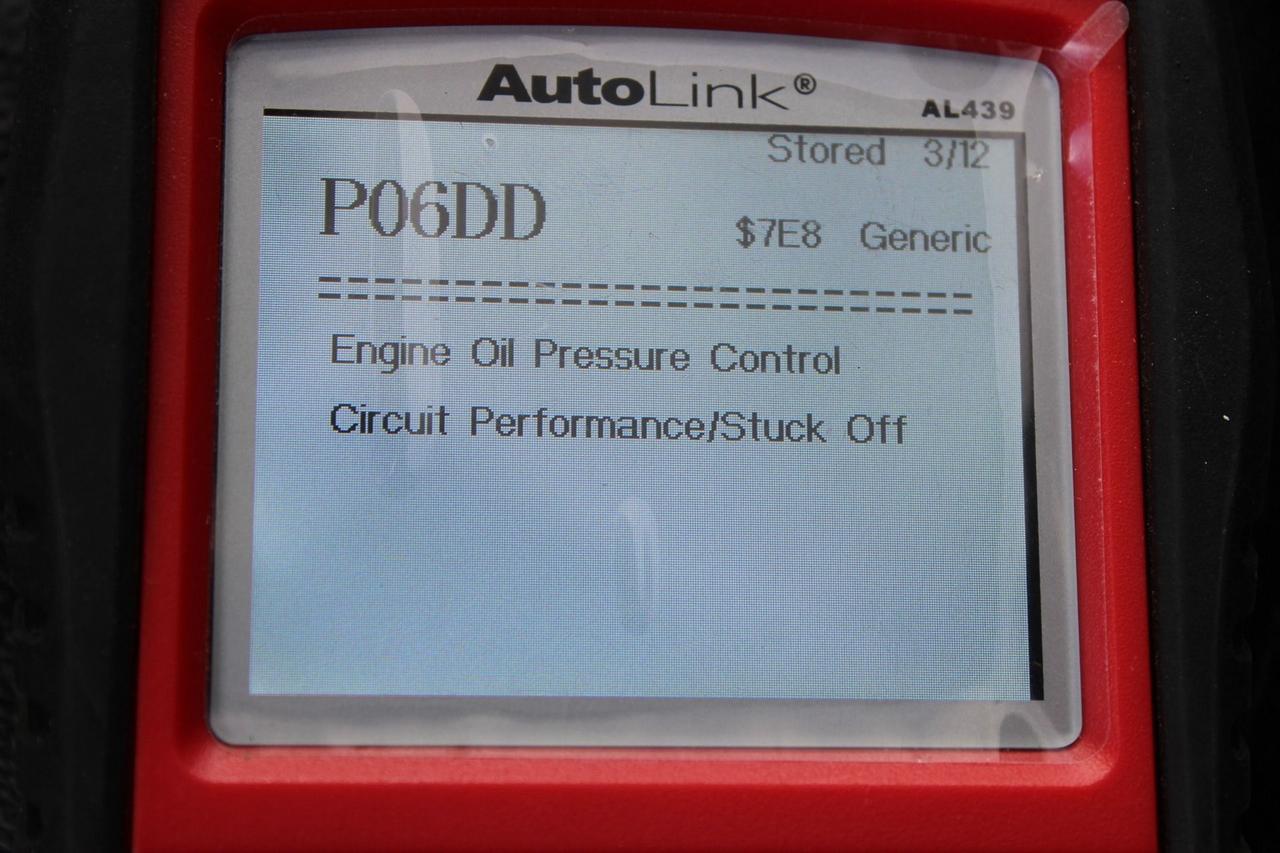 AutoLink®
AL439
Stored 3/12
P06DD
$7E8 Generic
============================
Engine Oil Pressure Control
Circuit Performance/Stuck Off